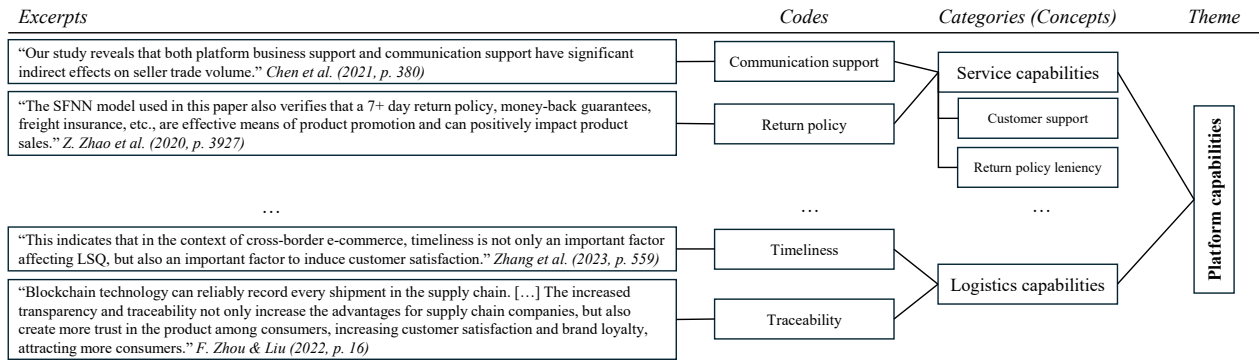 Excerpts Codes Categories (Concepts) Theme
“Our study reveals that both platform business support and communication support have significant
indirect effects on seller trade volume.” Chen et al. (2021, p. 380)
Communication support
Service capabilities
“The SFNN model used in this paper also verifies that a 7+ day return policy, money-back guarantees,
freight insurance, etc., are effective means of product promotion and can positively impact product
sales.” Z. Zhao et al. (2020, p. 3927)
Return policy
Customer support
Return policy leniency
Platform capabilities
… … …
“This indicates that in the context of cross-border e-commerce, timeliness is not only an important factor
affecting LSQ, but also an important factor to induce customer satisfaction.” Zhang et al. (2023, p. 559)
Timeliness
Logistics capabilities
“Blockchain technology can reliably record every shipment in the supply chain. […] The increased
transparency and traceability not only increase the advantages for supply chain companies, but also
create more trust in the product among consumers, increasing customer satisfaction and brand loyalty,
attracting more consumers.” F. Zhou & Liu (2022, p. 16)
Traceability